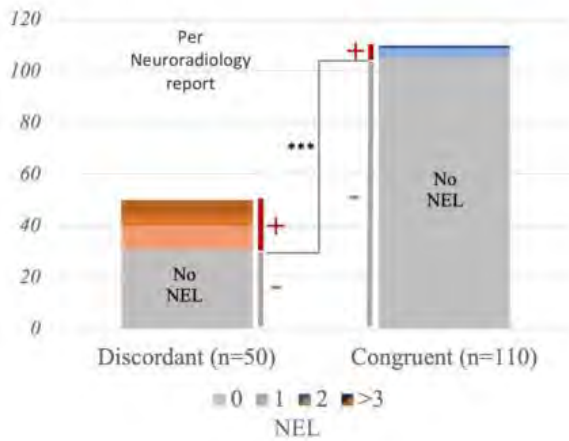 120
100
80
60
40
20
0
Per
Neuroradiology
report
+
***
+
-
-
No
NEL
No
NEL
Discordant (n=50)
Congruent (n=110)
0 1 2 >3
NEL